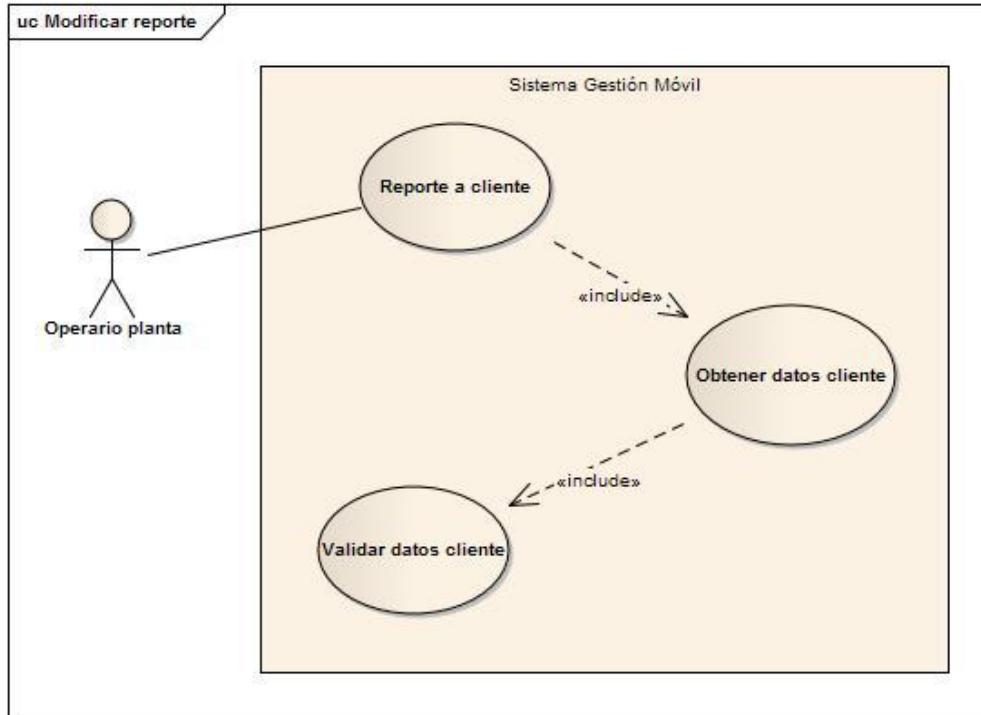 uc Modificar reporte
Sistema Gestión Móvil
Reporte a cliente
«include»
Operario planta
Obtener datos cliente
«include»
Validar datos cliente